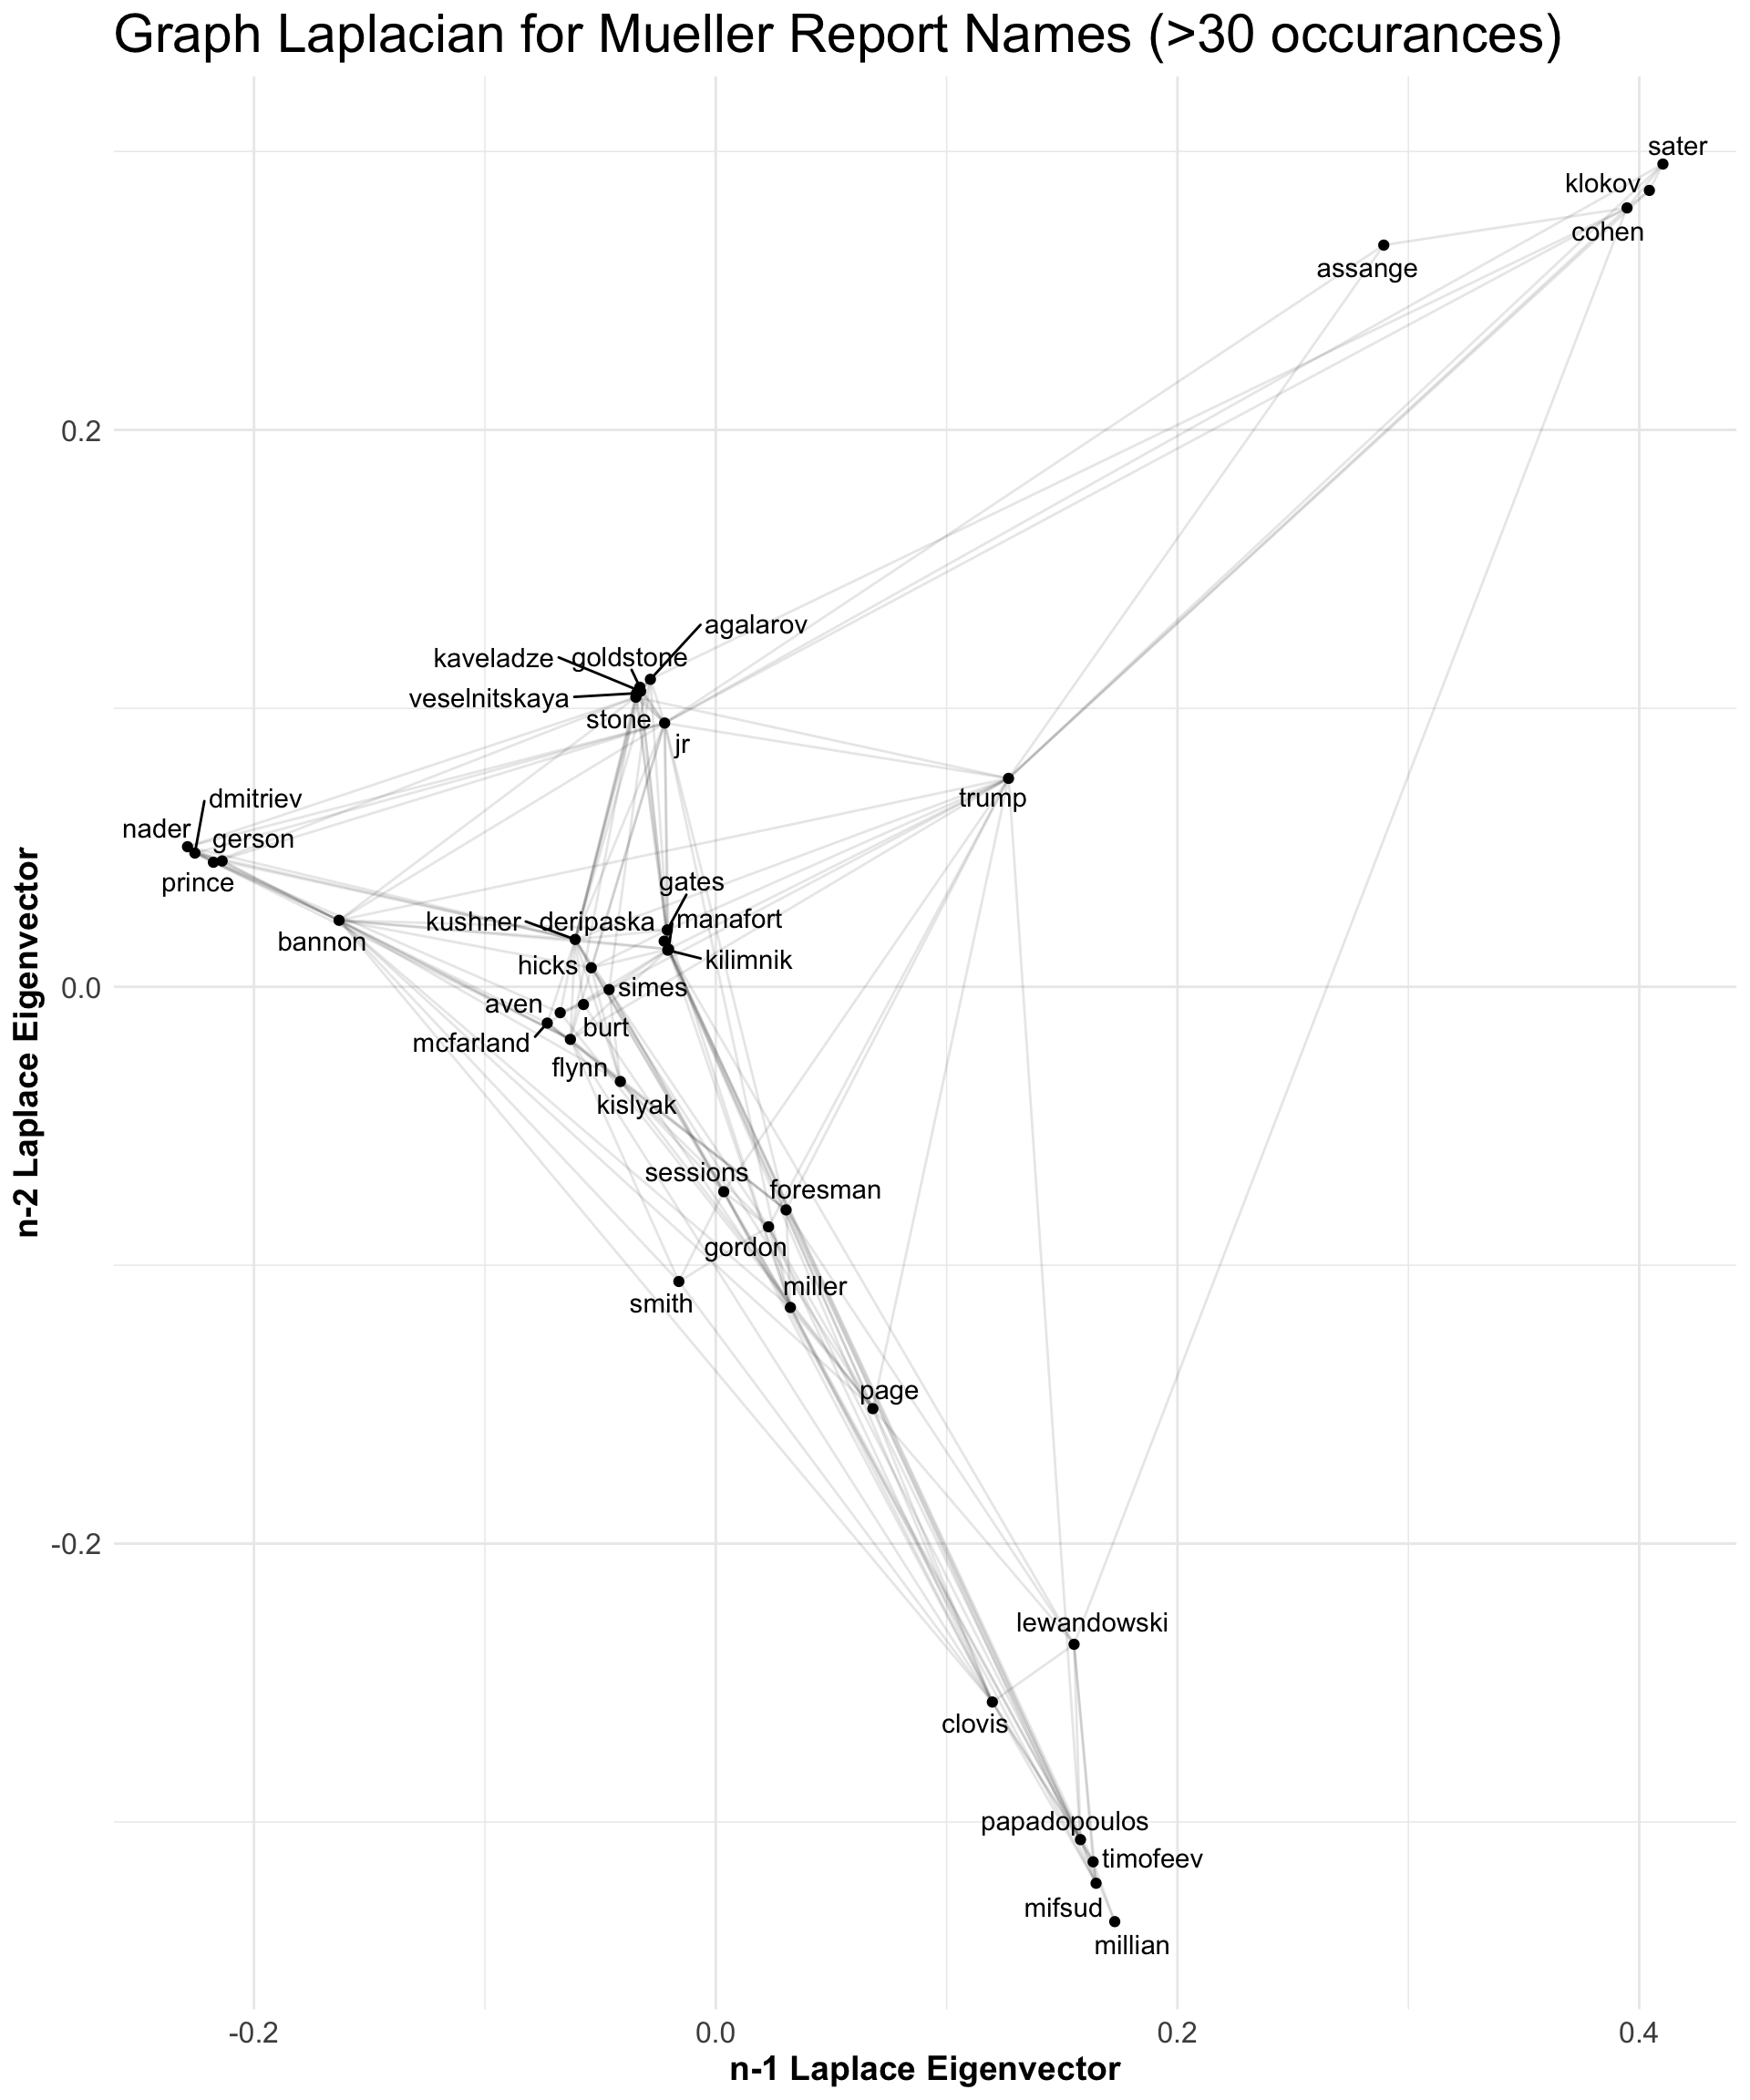 Graph Laplacian for Mueller Report Names (>30 occurances)
sater
klokov
cohen
assange
0.2
agalarov
kaveladze
goldstone
veselnitskaya
stone
jr
trump
dmitriev
nader
gerson
prince
gates
kushner
deripaska
manafort
bannon
hicks
kilimnik
simes
0.0
aven
burt
mcfarland
flynn
kislyak
sessions
foresman
gordon
miller
smith
page
-0.2
lewandowski
clovis
papadopoulos
timofeev
mifsud
millian
n-2 Laplace Eigenvector
-0.2
0.0
0.2
0.4
n-1 Laplace Eigenvector